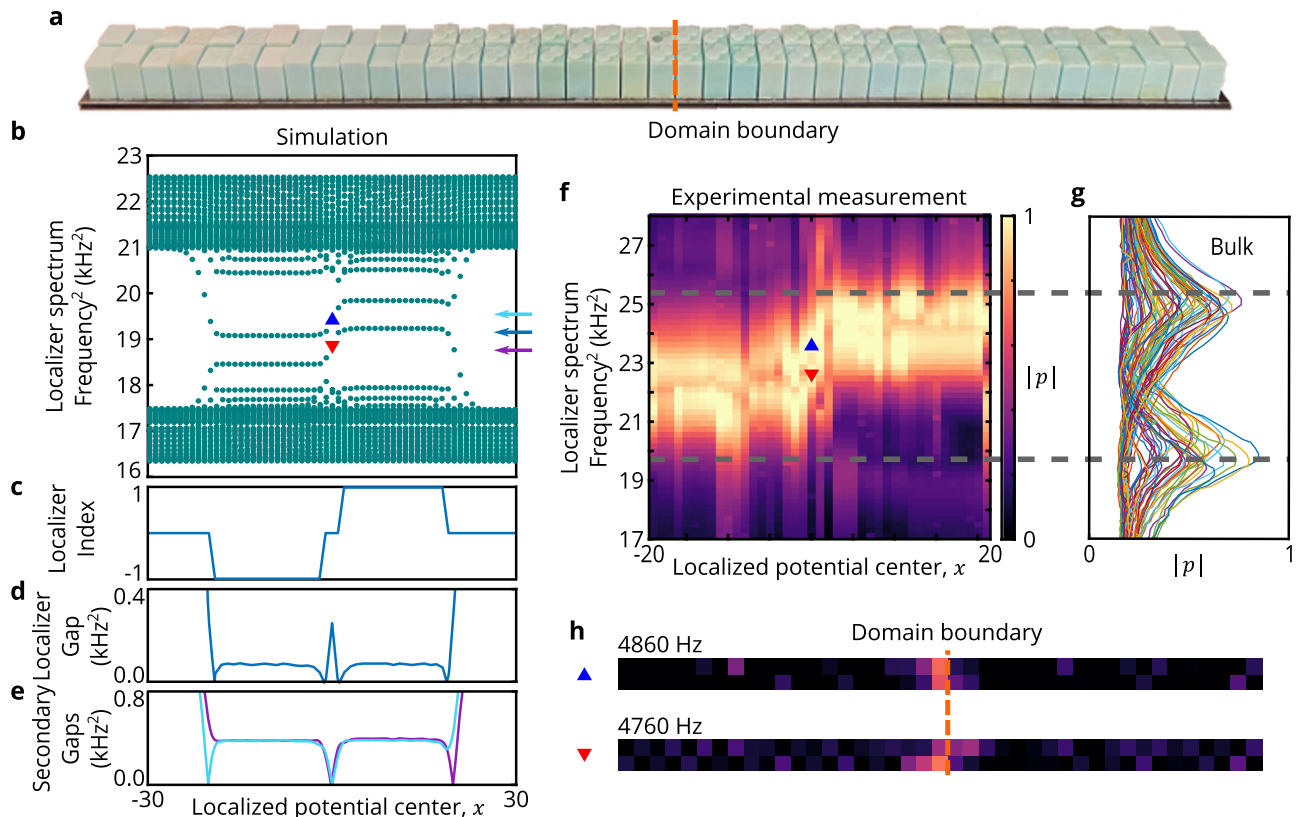 a
Domain boundary
b
Simulation
Localizer spectrum
Frequency² (kHz²)
23
22
21
20
19
18
17
16
c
Localizer
Index
1
-1
d
Localizer
Gap
(kHz²)
0.4
0.0
e
Secondary
Gaps
(kHz²)
0.8
0.0
-30
30
Localized potential center, x
f
Experimental measurement
Localizer spectrum
Frequency² (kHz²)
27
25
23
21
19
17
-20
20
Localized potential center, x
1
|p|
0
g
Bulk
0
1
|p|
h
Domain boundary
4860 Hz
4760 Hz